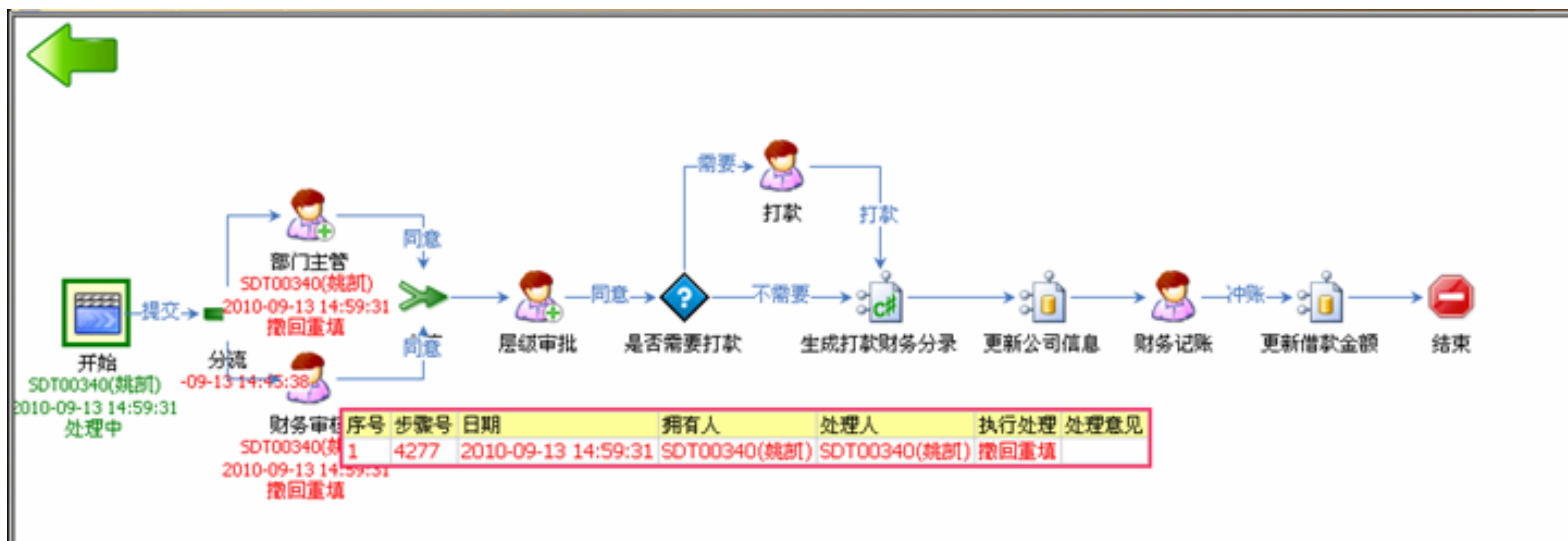 需要
打款
打款
同意
部门主管
SDT00340(姚凯)
2010-09-13 14:59:31
撤回重填
提交
开始
SDT00340(姚凯)
2010-09-13 14:59:31
处理中
分流
-09-13 14:45:38
同意
同意
层级审批
是否需要打款
不需要
生成打款财务分录
更新公司信息
财务记账
冲账
更新借款金额
结束
财务审核
SDT00340(姚
2010-09-13 14:59:31
撤回重填
序号 步骤号 日期 拥有人 处理人 执行处理 处理意见
1 4277 2010-09-13 14:59:31 SDT00340(姚凯) SDT00340(姚凯) 撤回重填